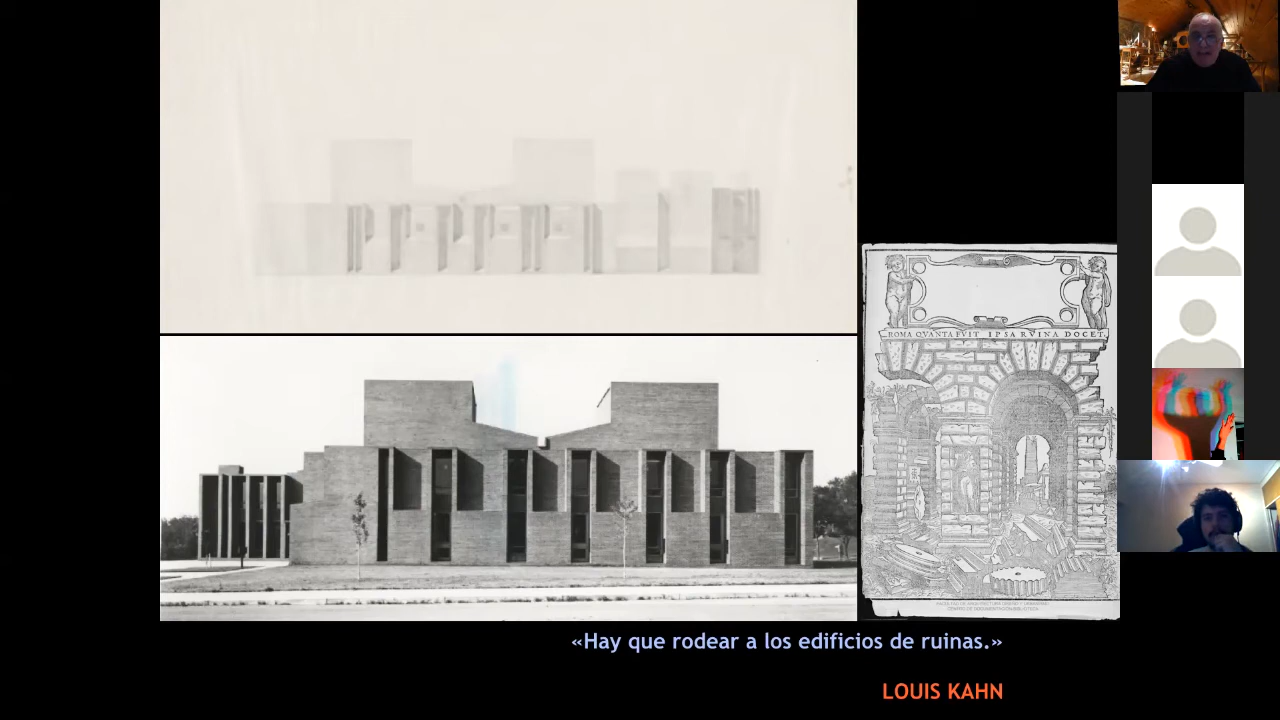 ROMA QVANTA FVIT IPSA RVINA DOCET
«Hay que rodear a los edificios de ruinas.»
LOUIS KAHN